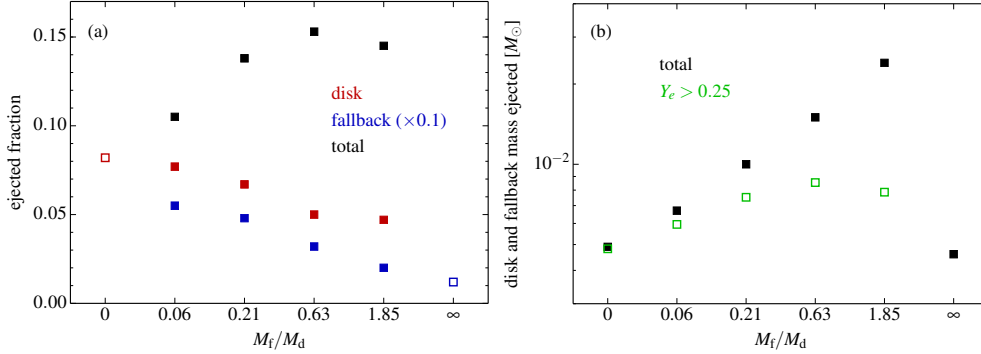 (a)
0.15
0.10
0.05
0.00
ejected fraction
disk
fallback (×0.1)
total
0 0.06 0.21 0.63 1.85 ∞
M_f/M_d
(b)
total
Y_e > 0.25
10^{-2}
disk and fallback mass ejected [M_⊙]
0 0.06 0.21 0.63 1.85 ∞
M_f/M_d